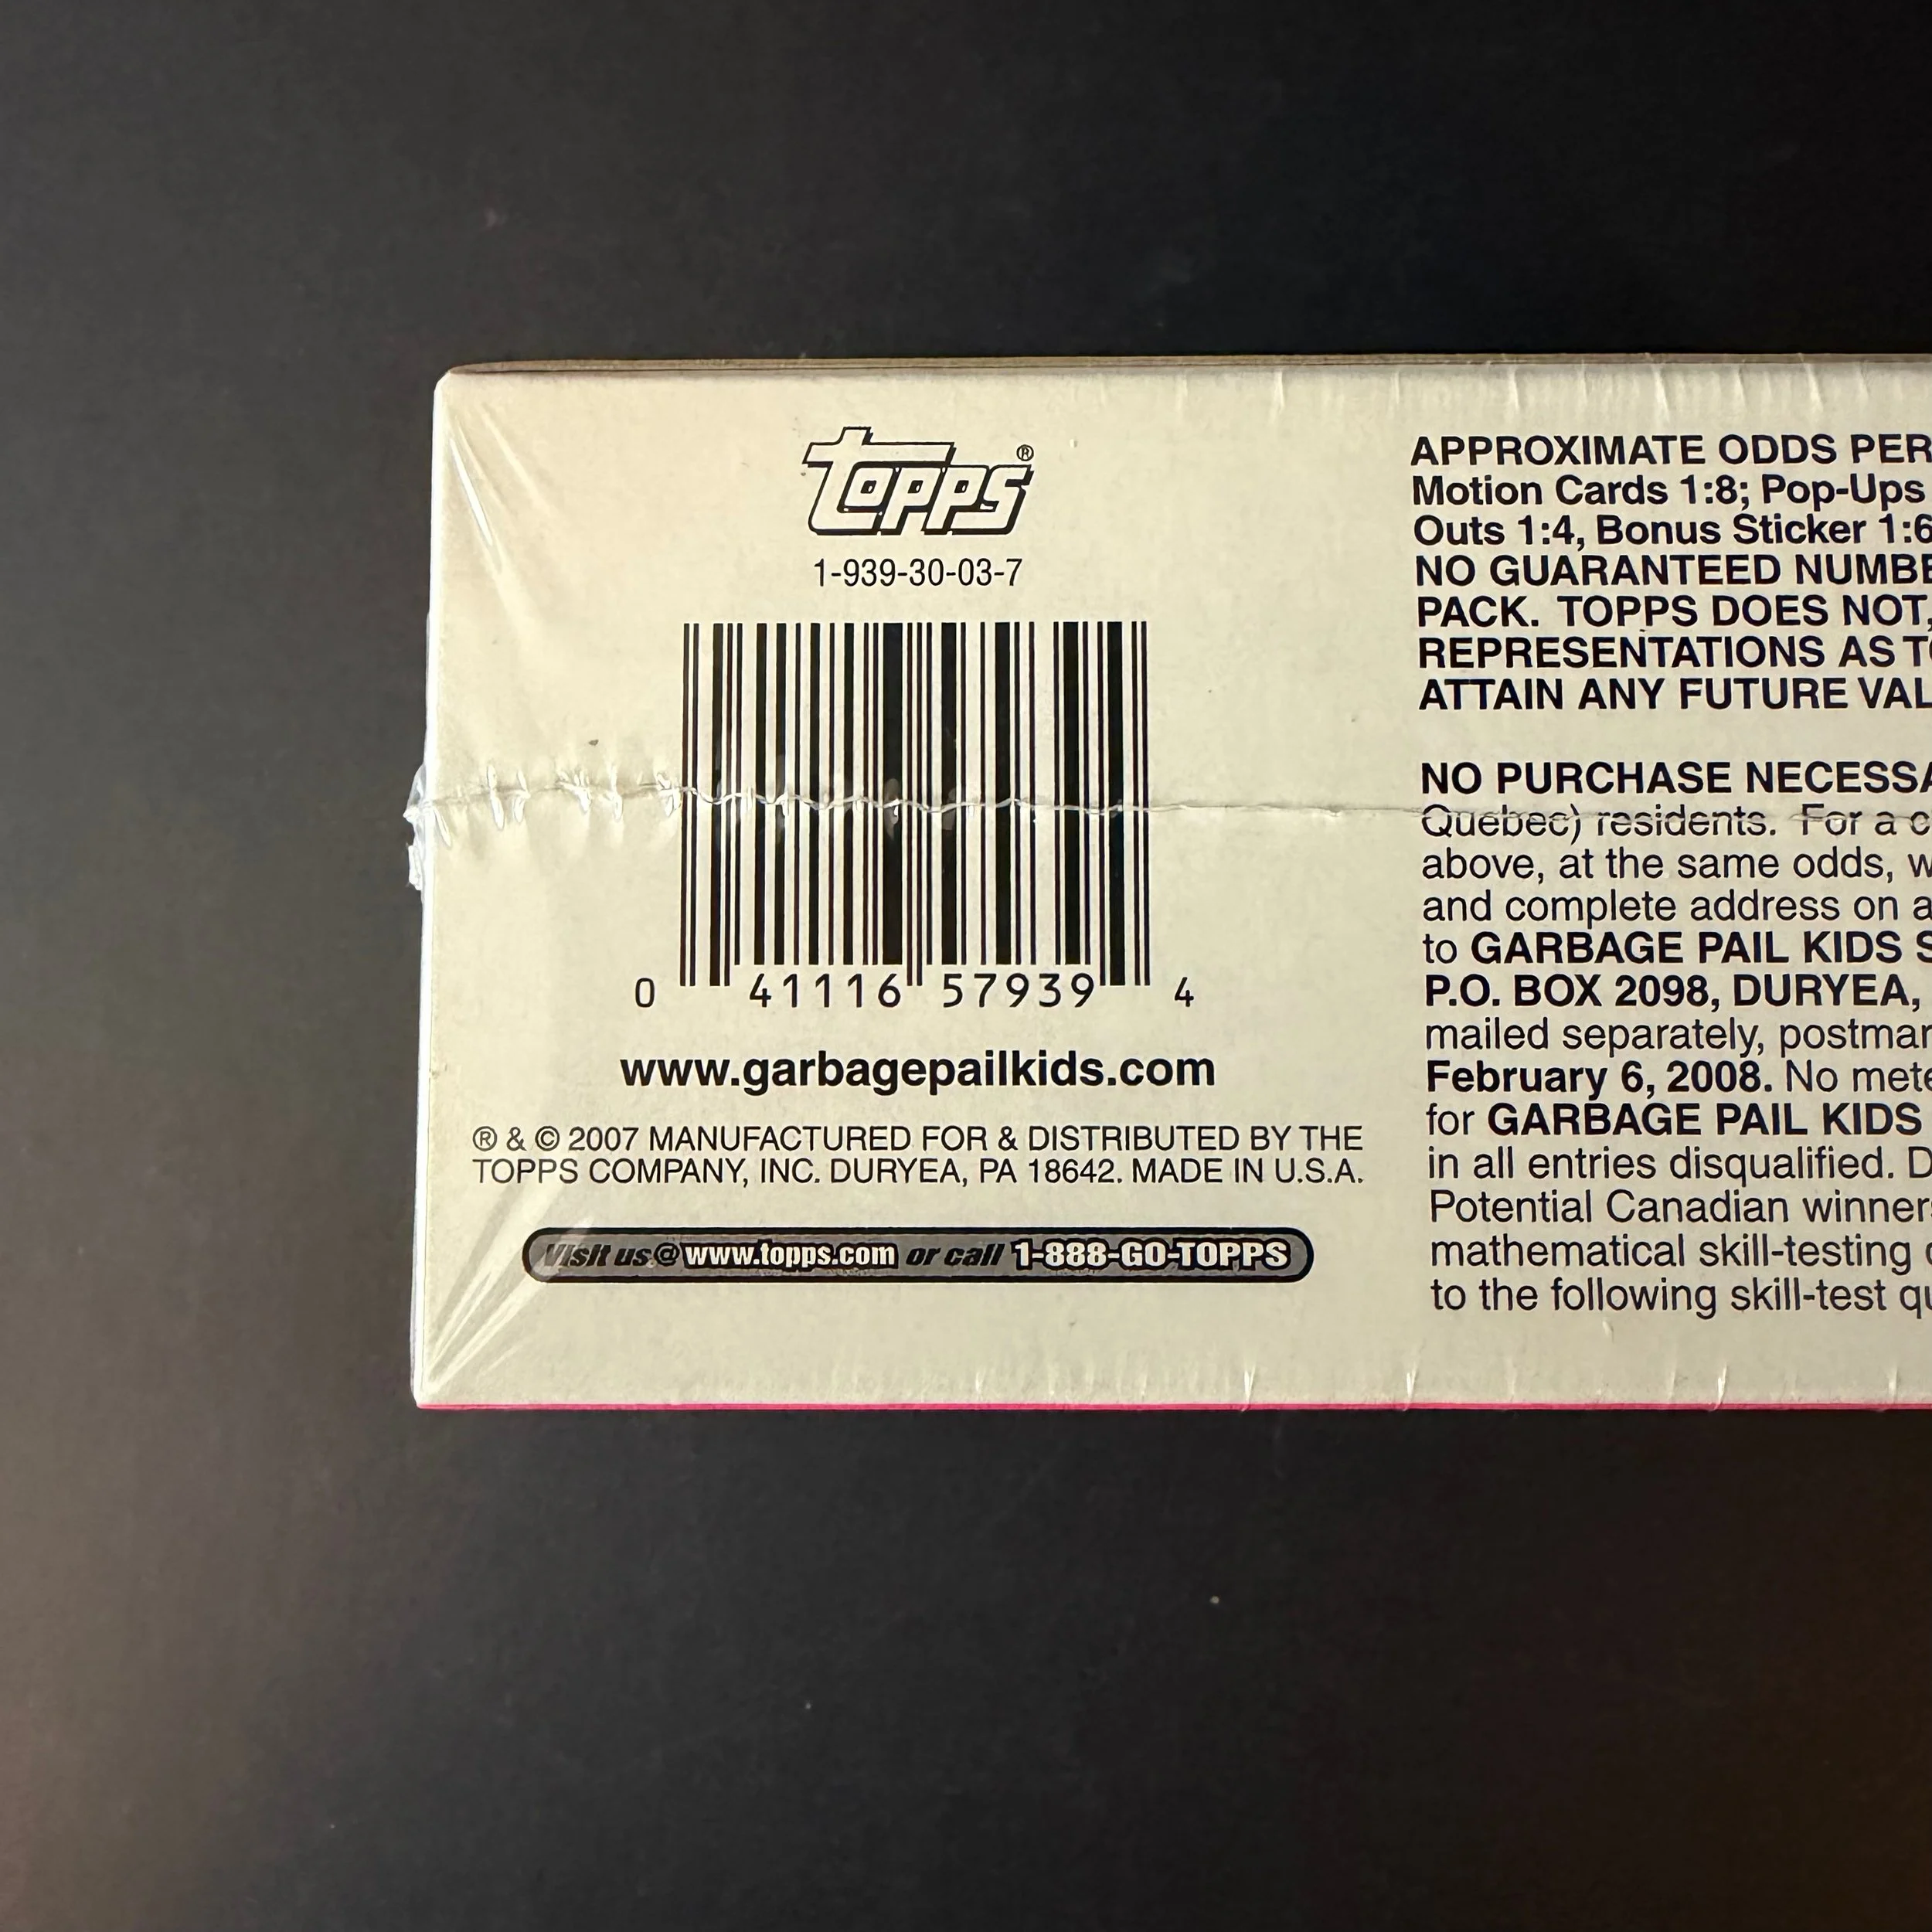 Topps®
1-939-30-03-7
0 41116 57939 4
www.garbagepailkids.com
® & © 2007 MANUFACTURED FOR & DISTRIBUTED BY THE
TOPPS COMPANY, INC. DURYEA, PA 18642. MADE IN U.S.A.
Visit us @ www.topps.com or call 1-888-GO-TOPPS
APPROXIMATE ODDS PER
Motion Cards 1:8; Pop-Ups
Outs 1:4, Bonus Sticker 1:6
NO GUARANTEED
PACK. TOPPS DOES NOT,
REPRESENTATIONS AS
ATTAIN ANY FUTURE
NO PURCHASE
Quebec) residents. For a
above, at the same odds,
and complete address on a
to GARBAGE PAIL KIDS
P.O. BOX 2098, DURYEA,
mailed separately,
February 6, 2008. No
for GARBAGE PAIL KIDS
in all entries disqualified.
Potential Canadian
mathematical skill-testing
to the following skill-test